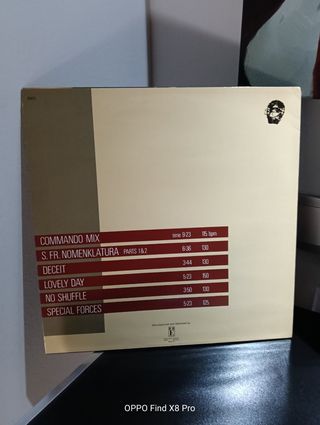 COMMANDO MIX time 9·23 115 bpm
S. FR. NOMENKLATURA PARTS 1&2 6·36 130
DECEIT 3·44 130
LOVELY DAY 5·23 150
NO SHUFFLE 3·50 130
SPECIAL FORCES 5·23 125
OPPO Find X8 Pro